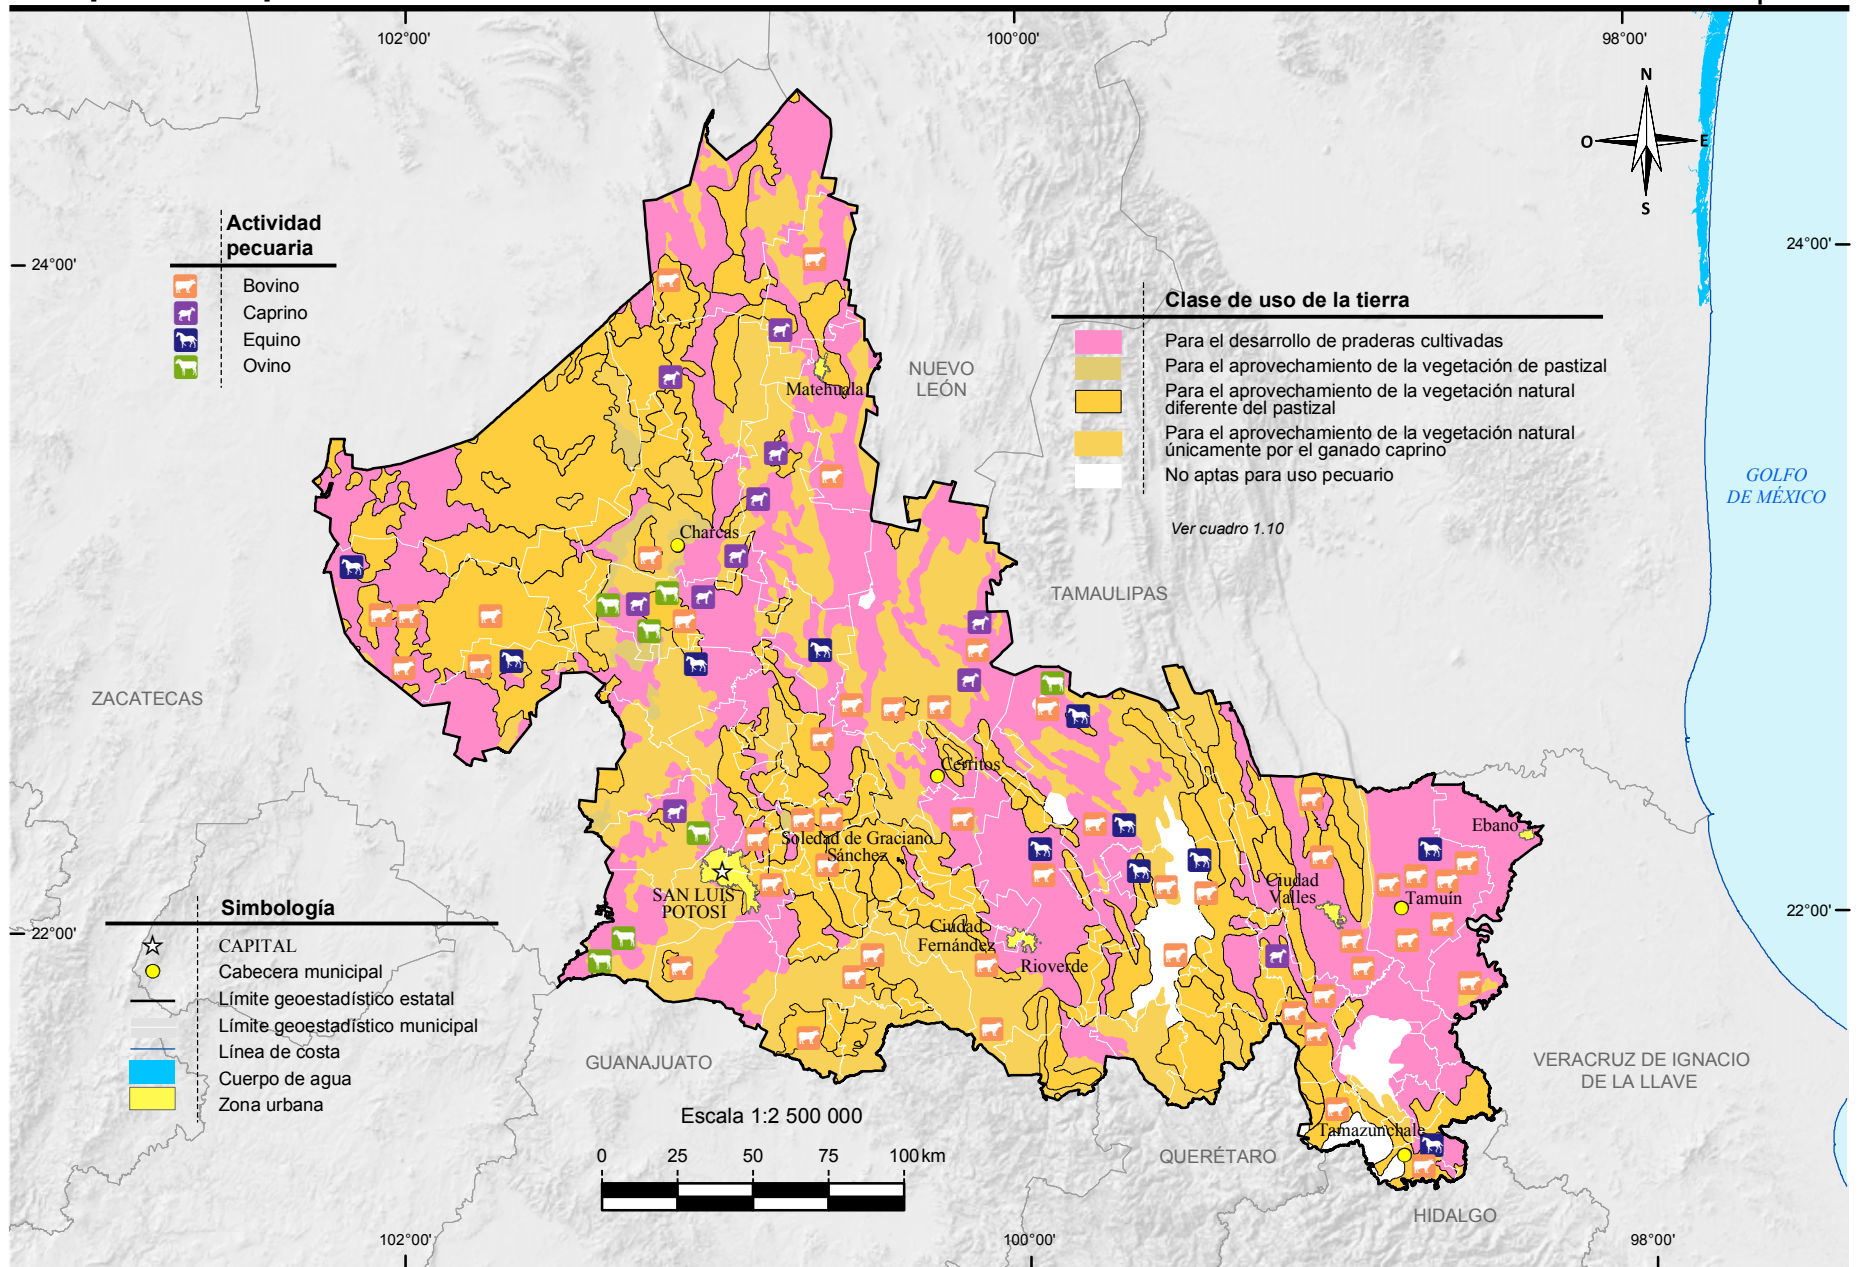 102°00'
100°00'
98°00'
N
O
E
S
24°00'
24°00'
Actividad
pecuaria
Bovino
Caprino
Equino
Ovino
Clase de uso de la tierra
Para el desarrollo de praderas cultivadas
Para el aprovechamiento de la vegetación de pastizal
Para el aprovechamiento de la vegetación natural
diferente del pastizal
Para el aprovechamiento de la vegetación natural
únicamente por el ganado caprino
No aptas para uso pecuario
Ver cuadro 1.10
NUEVO
LEÓN
Matehuala
GOLFO
DE MÉXICO
Charcas
TAMAULIPAS
ZACATECAS
Cerritos
Ebano
Soledad de Graciano
Sánchez
SAN LUIS
POTOSÍ
Ciudad
Valles
Tamuín
Ciudad
Fernández
Rioverde
22°00'
22°00'
Simbología
CAPITAL
Cabecera municipal
Límite geoestadístico estatal
Límite geoestadístico municipal
Línea de costa
Cuerpo de agua
Zona urbana
GUANAJUATO
VERACRUZ DE IGNACIO
DE LA LLAVE
Escala 1:2 500 000
Tamazunchale
QUERÉTARO
0 25 50 75 100 km
HIDALGO
102°00'
100°00'
98°00'